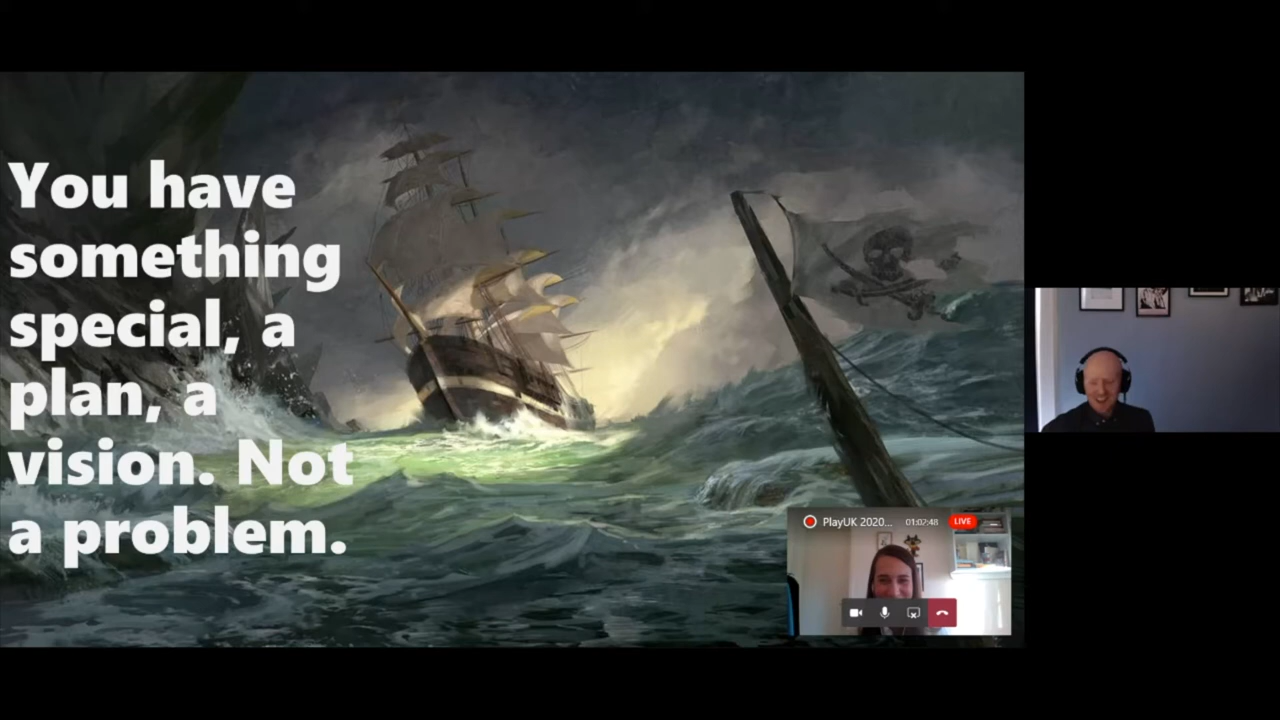 You have
something
special, a
plan, a
vision. Not
a problem.
PlayUK 2020... 01:02:48 LIVE